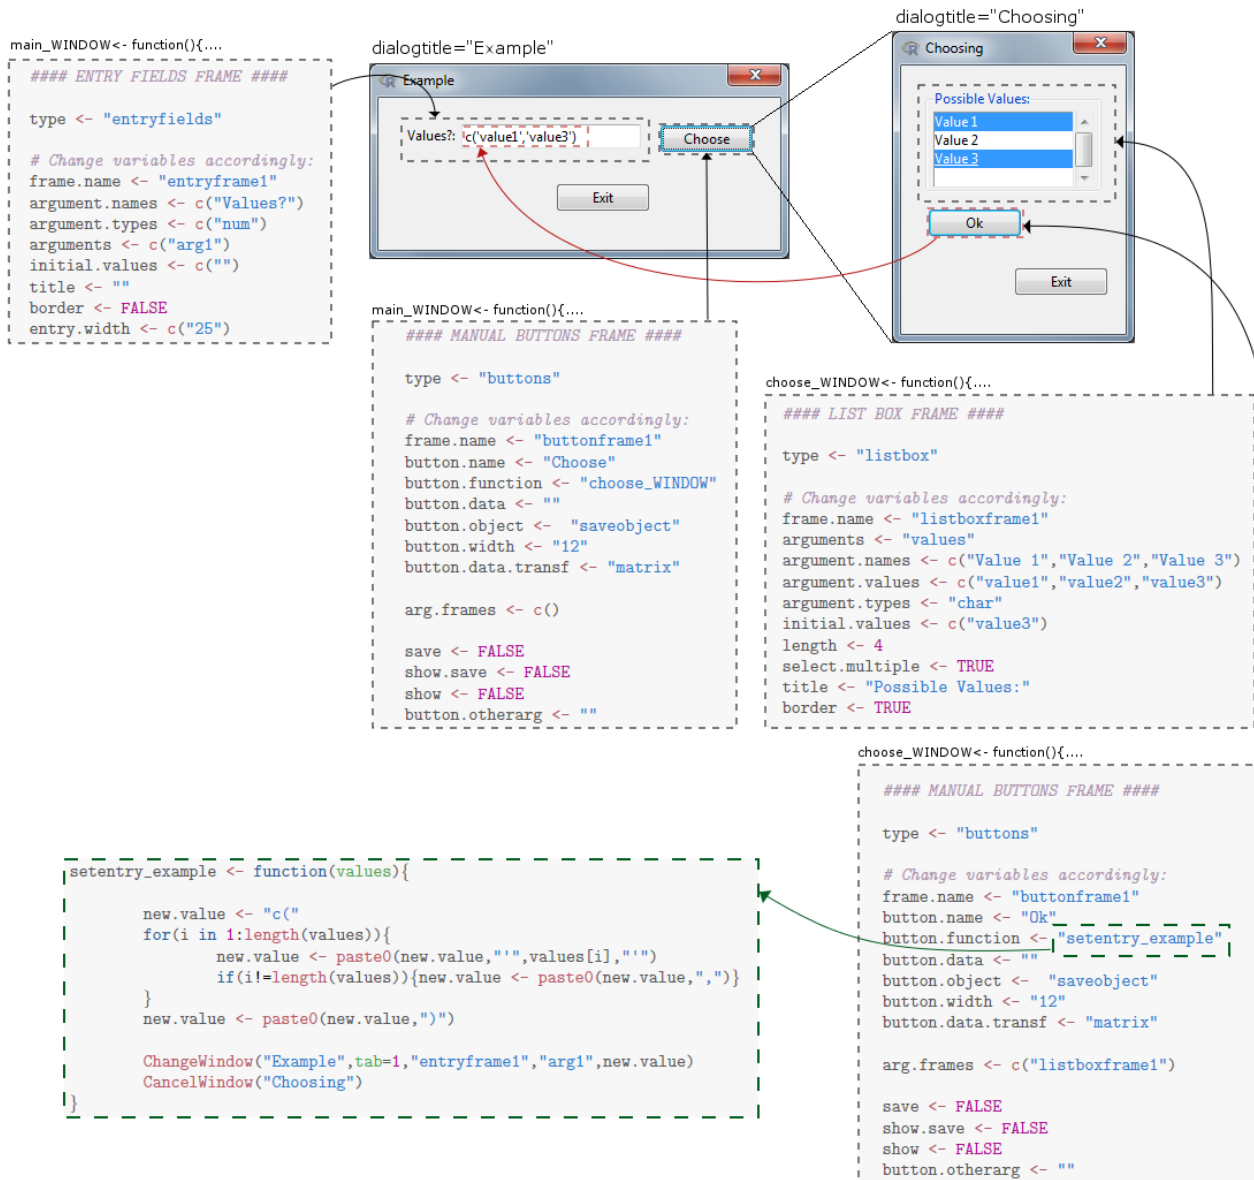 main_WINDOW<- function(){....
#### ENTRY FIELDS FRAME ####
type <- "entryfields"
# Change variables accordingly:
frame.name <- "entryframe1"
argument.names <- c("Values?")
argument.types <- c("num")
arguments <- c("arg1")
initial.values <- c("")
title <- ""
border <- FALSE
entry.width <- c("25")
dialogtitle="Example"
Example
Values?: c('value1','value3')
Choose
Exit
dialogtitle="Choosing"
Choosing
Possible Values:
Value 1
Value 2
Value 3
Ok
Exit
main_WINDOW<- function(){....
#### MANUAL BUTTONS FRAME ####
type <- "buttons"
# Change variables accordingly:
frame.name <- "buttonframe1"
button.name <- "Choose"
button.function <- "choose_WINDOW"
button.data <- ""
button.object <-  "saveobject"
button.width <- "12"
button.data.transf <- "matrix"
arg.frames <- c()
save <- FALSE
show.save <- FALSE
show <- FALSE
button.otherarg <- ""
choose_WINDOW<- function(){....
#### LIST BOX FRAME ####
type <- "listbox"
# Change variables accordingly:
frame.name <- "listboxframe1"
arguments <- "values"
argument.names <- c("Value 1","Value 2","Value 3")
argument.values <- c("value1","value2","value3")
argument.types <- "char"
initial.values <- c("value3")
length <- 4
select.multiple <- TRUE
title <- "Possible Values:"
border <- TRUE
choose_WINDOW<- function(){....
#### MANUAL BUTTONS FRAME ####
type <- "buttons"
# Change variables accordingly:
frame.name <- "buttonframe1"
button.name <- "Ok"
button.function <- "setentry_example"
button.data <- ""
button.object <-  "saveobject"
button.width <- "12"
button.data.transf <- "matrix"
arg.frames <- c("listboxframe1")
save <- FALSE
show.save <- FALSE
show <- FALSE
button.otherarg <- ""
setentry_example <- function(values){
new.value <- "c("
for(i in 1:length(values)){
new.value <- paste0(new.value,"'",values[i],"'")
if(i!=length(values)){new.value <- paste0(new.value,",")}
}
new.value <- paste0(new.value,")")
ChangeWindow("Example",tab=1,"entryframe1","arg1",new.value)
CancelWindow("Choosing")
}